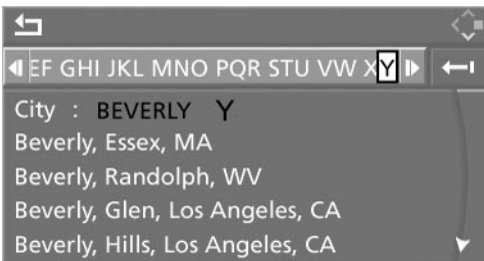 EF GHI JKL MNO PQR STU VW XY
City : BEVERLY Y
Beverly, Essex, MA
Beverly, Randolph, WV
Beverly, Glen, Los Angeles, CA
Beverly, Hills, Los Angeles, CA